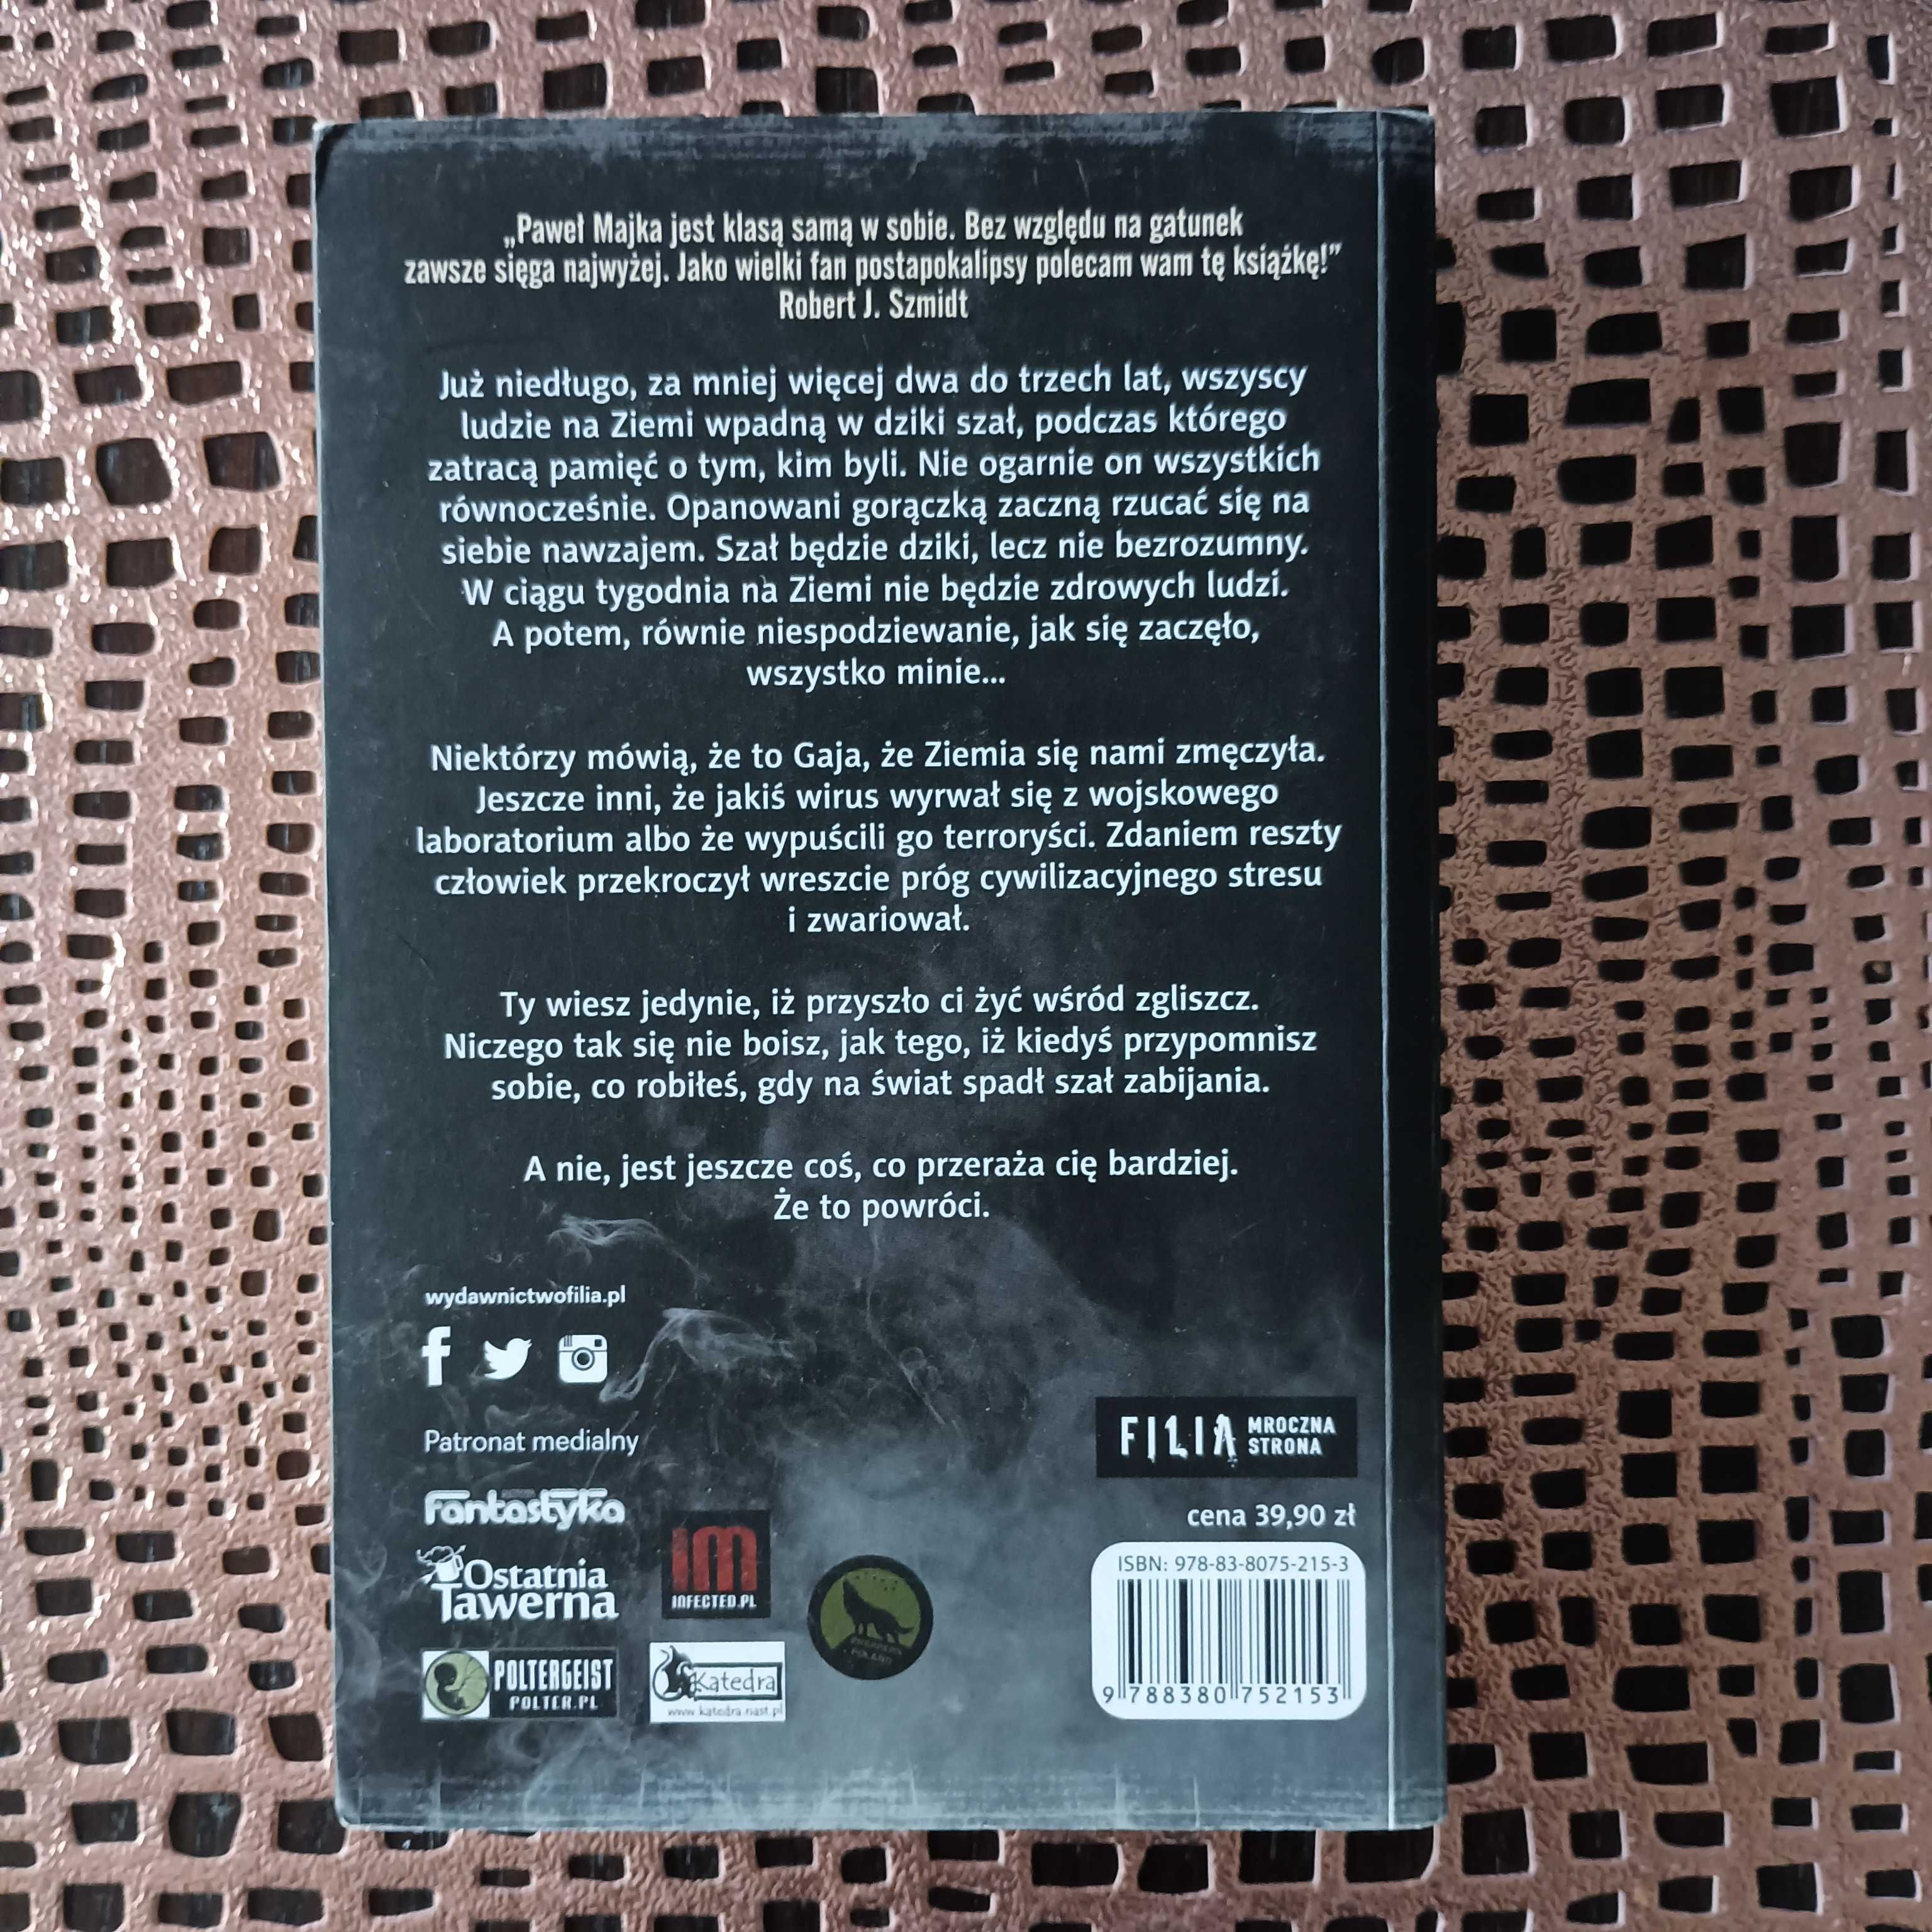 „Paweł Majka jest klasą samą w sobie. Bez względu na gatunek
zawsze sięga najwyżej. Jako wielki fan postapokalipsy polecam wam tę książkę!”
Robert J. Szmidt
Już niedługo, za mniej więcej dwa do trzech lat, wszyscy
ludzie na Ziemi wpadną w dziki szał, podczas którego
zatracą pamięć o tym, kim byli. Nie ogarnie on wszystkich
równocześnie. Opanowani gorączką zaczną rzucać się na
siebie nawzajem. Szał będzie dziki, lecz nie bezrozumny.
W ciągu tygodnia na Ziemi nie będzie zdrowych ludzi.
A potem, równie niespodziewanie, jak się zaczęło,
wszystko minie...
Niektórzy mówią, że to Gaja, że Ziemia się nami zmęczyła.
Jeszcze inni, że jakiś wirus wyrwał się z wojskowego
laboratorium albo że wypuścili go terroryści. Zdaniem reszty
człowiek przekroczył wreszcie próg cywilizacyjnego stresu
i zwariował.
Ty wiesz jedynie, iż przyszło ci żyć wśród zgliszcz.
Niczego tak się nie boisz, jak tego, iż kiedyś przypomnisz
sobie, co robiłeś, gdy na świat spadł szał zabijania.
A nie, jest jeszcze coś, co przeraża cię bardziej.
Że to powróci.
wydawnictwofilia.pl
Patronat medialny
fantastyka
Ostatnia
Tawerna
POLTERGEIST
POLTER.PL
im
INFECTED.PL
Katedra
www.katedra.nast.pl
PREPPERS
POLAND
FILIA MROCZNA
STRONA
cena 39,90 zł
ISBN: 978-83-8075-215-3
9 788380 752153